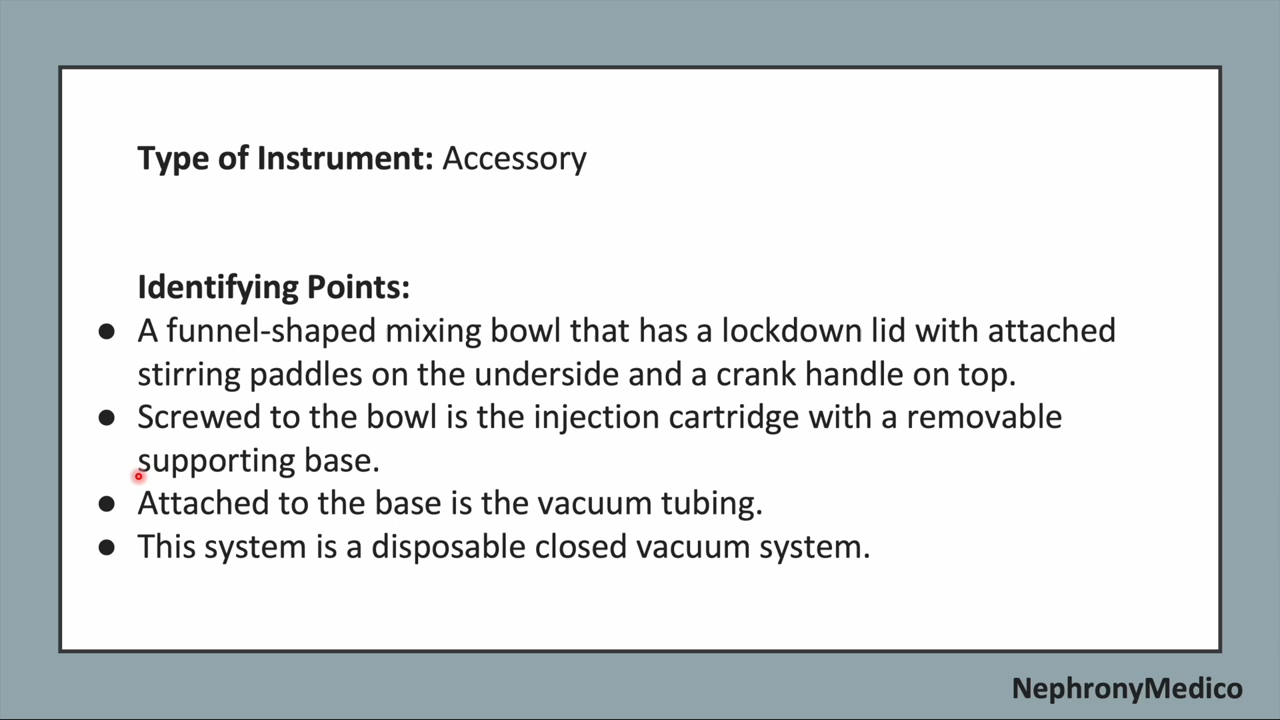 Type of Instrument: Accessory
Identifying Points:
● A funnel-shaped mixing bowl that has a lockdown lid with attached
stirring paddles on the underside and a crank handle on top.
● Screwed to the bowl is the injection cartridge with a removable
supporting base.
● Attached to the base is the vacuum tubing.
● This system is a disposable closed vacuum system.
NephronyMedico